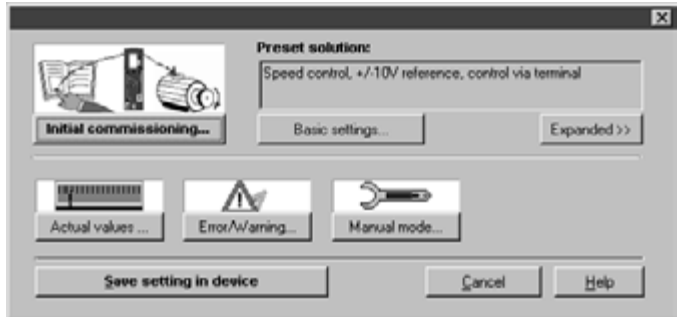 Preset solution:
Speed control, +/-10V reference, control via terminal
Initial commissioning...
Basic settings...
Expanded >>
Actual values ...
Error/Warning...
Manual mode...
Save setting in device
Cancel
Help